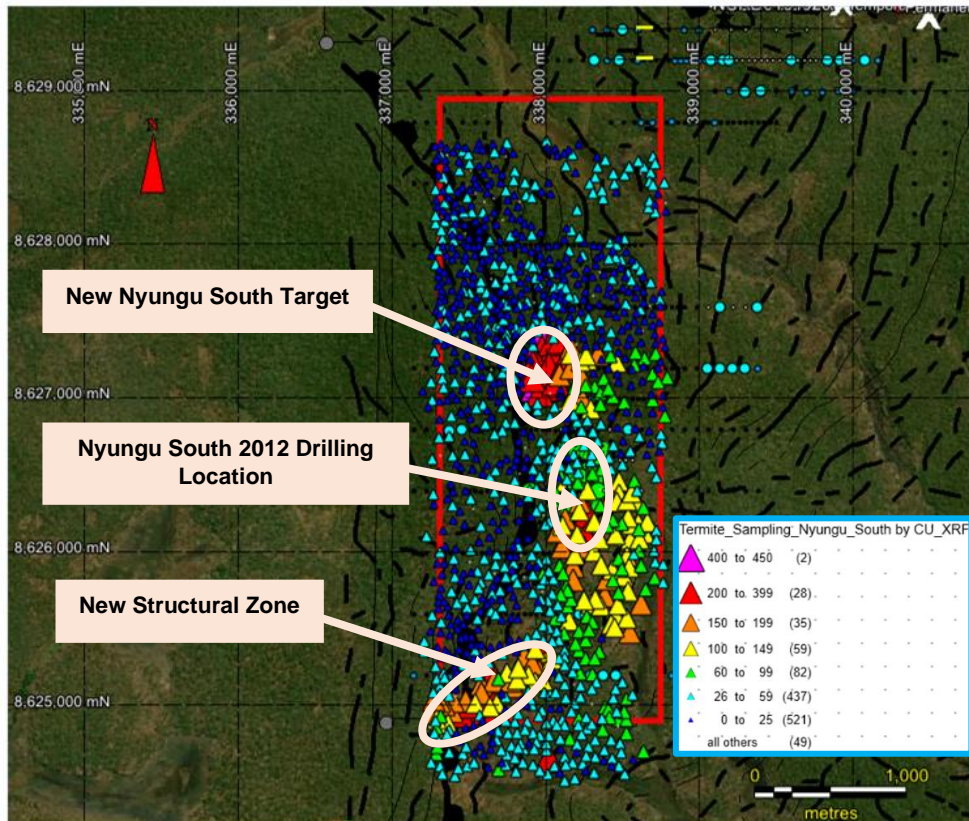 335,000 mE
336,000 mE
337,000 mE
338,000 mE
339,000 mE
340,000 mE
8,629,000 mN
N
8,628,000 mN
New Nyungu South Target
8,627,000 mN
Nyungu South 2012 Drilling
Location
8,626,000 mN
New Structural Zone
8,625,000 mN
Termite_Sampling_Nyungu_South by CU_XRF
400 to 450 (2)
200 to 399 (28)
150 to 199 (35)
100 to 149 (59)
60 to 99 (82)
26 to 59 (437)
0 to 25 (521)
all others (49)
0 1,000
metres